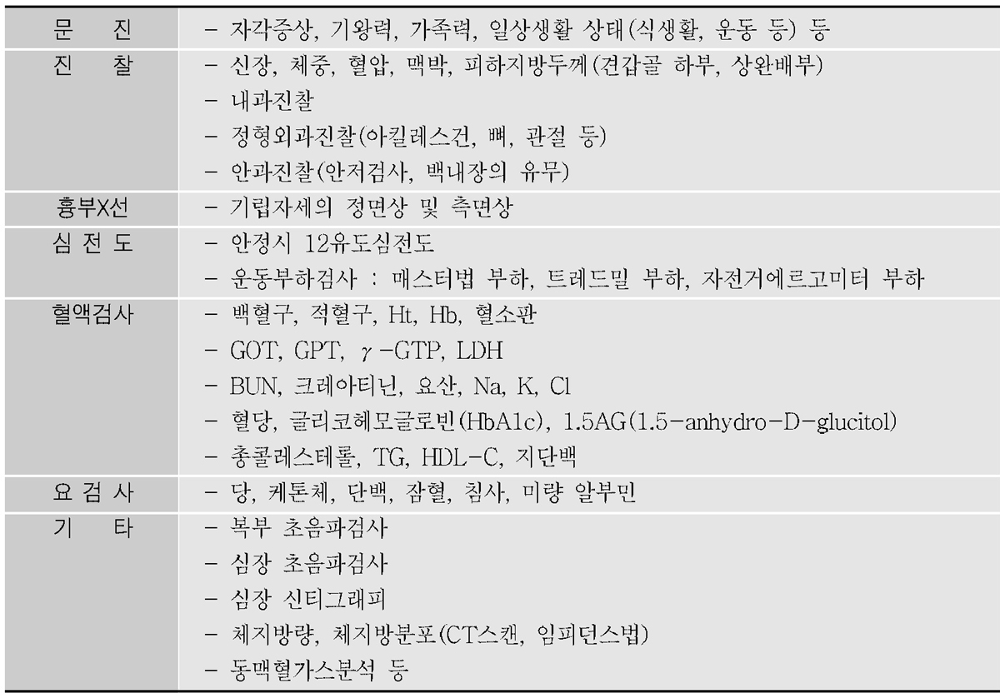 문 진 - 자각증상, 기왕력, 가족력, 일상생활 상태(식생활, 운동 등) 등
진 찰 - 신장, 체중, 혈압, 맥박, 피하지방두께(견갑골 하부, 상완배부)
- 내과진찰
- 정형외과진찰(아킬레스건, 뼈, 관절 등)
- 안과진찰(안저검사, 백내장의 유무)
흉부X선 - 기립자세의 정면상 및 측면상
심 전 도 - 안정시 12유도심전도
- 운동부하검사 : 매스터법 부하, 트레드밀 부하, 자전거에르고미터 부하
혈액검사 - 백혈구, 적혈구, Ht, Hb, 혈소판
- GOT, GPT, γ-GTP, LDH
- BUN, 크레아티닌, 요산, Na, K, Cl
- 혈당, 글리코헤모글로빈(HbA1c), 1.5AG(1.5-anhydro-D-glucitol)
- 총콜레스테롤, TG, HDL-C, 지단백
요 검 사 - 당, 케톤체, 단백, 잠혈, 침사, 미량 알부민
기 타 - 복부 초음파검사
- 심장 초음파검사
- 심장 신티그래피
- 체지방량, 체지방분포(CT스캔, 임피던스법)
- 동맥혈가스분석 등